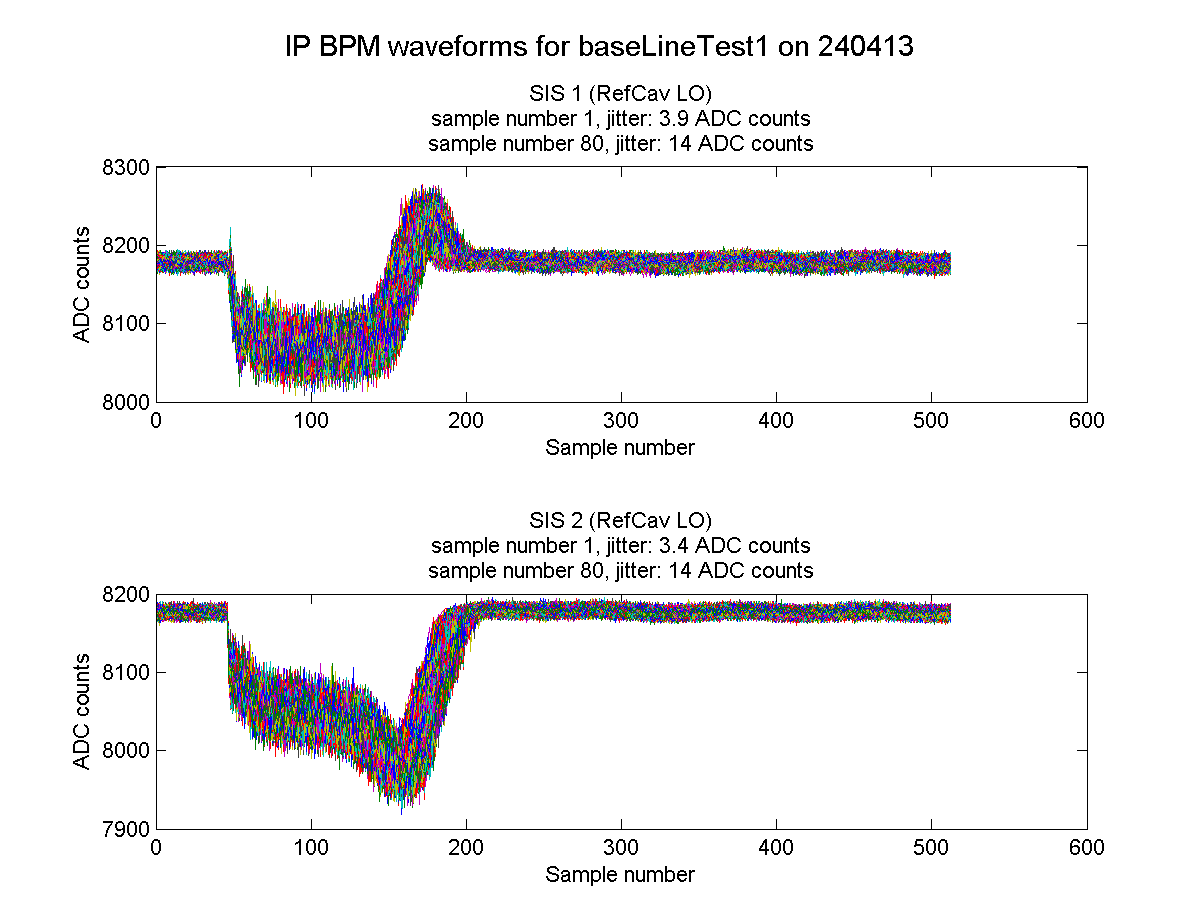 IP BPM waveforms for baseLineTest1 on 240413
SIS 1 (RefCav LO)
sample number 1, jitter: 3.9 ADC counts
sample number 80, jitter: 14 ADC counts
8300
8200
8100
8000
ADC counts
0 100 200 300 400 500 600
Sample number
SIS 2 (RefCav LO)
sample number 1, jitter: 3.4 ADC counts
sample number 80, jitter: 14 ADC counts
8200
8100
8000
7900
ADC counts
0 100 200 300 400 500 600
Sample number